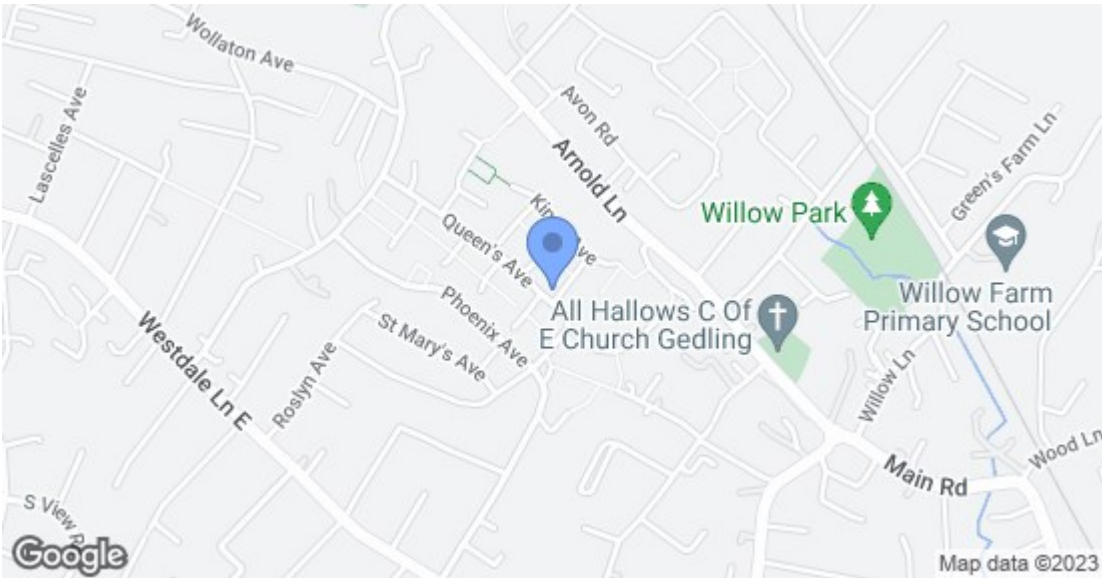 Wollaton Ave
Lascelles Ave
Avon Rd
Arnold Ln
Green's Farm Ln
Willow Park
Queen's Ave
Willow Farm
Primary School
All Hallows C Of
E Church Gedling
Phoenix Ave
St Mary's Ave
Westdale Ln E
Roslyn Ave
Willow Ln
Wood Ln
Main Rd
S View
Google
Map data ©2023